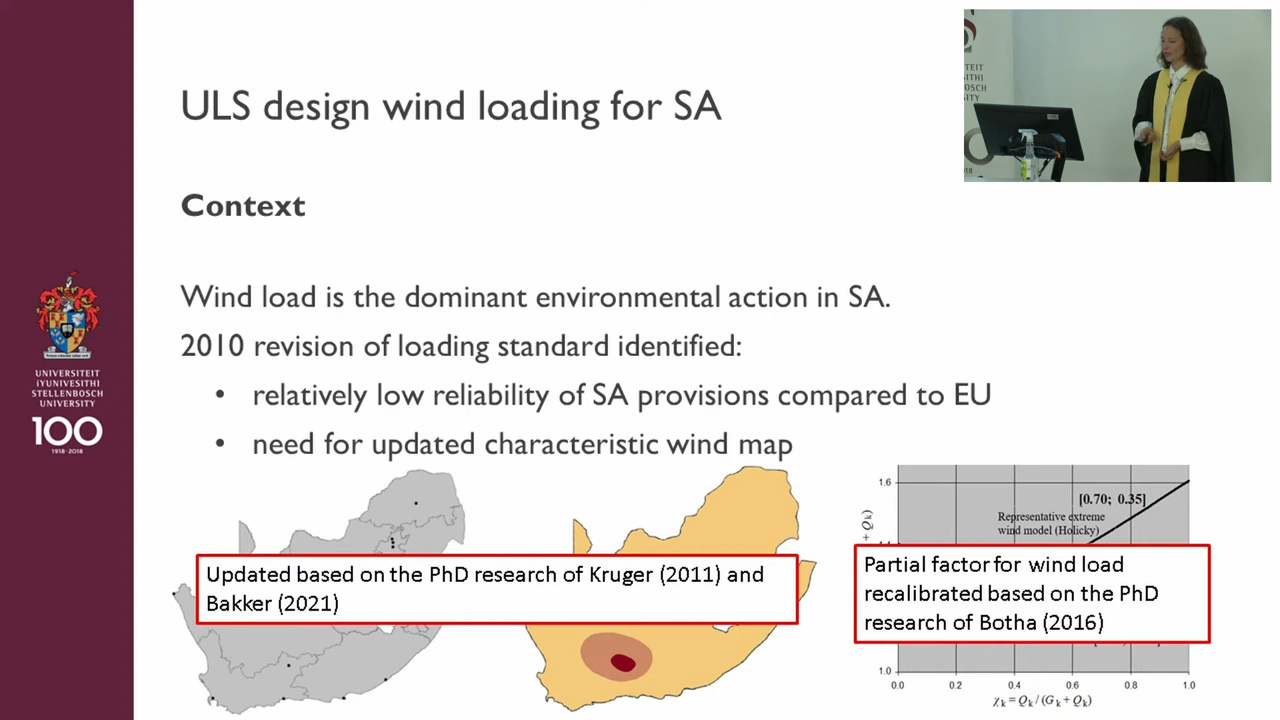 ULS design wind loading for SA
Context
Wind load is the dominant environmental action in SA.
2010 revision of loading standard identified:
• relatively low reliability of SA provisions compared to EU
• need for updated characteristic wind map
Updated based on the PhD research of Kruger (2011) and
Bakker (2021)
1.6
[0.70; 0.35]
Representative extreme
wind model (Holicky)
Partial factor for wind load
recalibrated based on the PhD
research of Botha (2016)
1.0
0.0 0.2 0.4 0.6 0.8 1.0
χk = Qk / (Gk + Qk)
UNIVERSITEIT
iYUNIVESITHI
STELLENBOSCH
UNIVERSITY
100
1918-2018